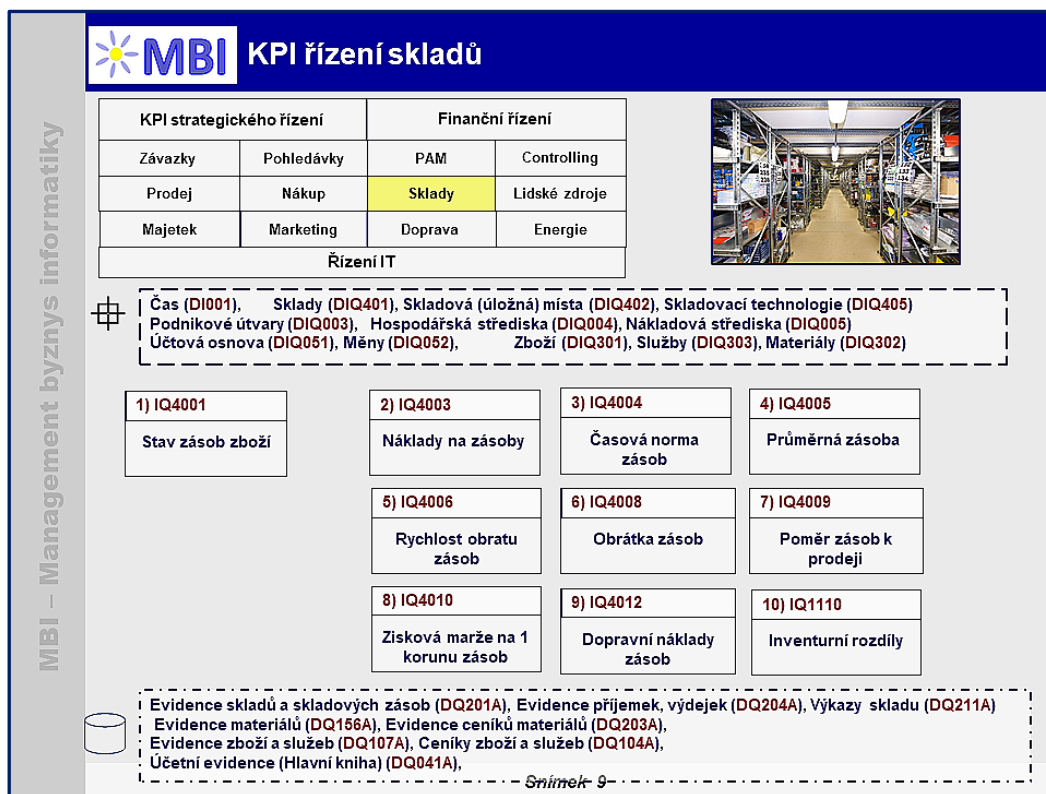 MBI
KPI řízení skladů
MBI – Management byznys informatiky
KPI strategického řízení
Finanční řízení
Závazky
Pohledávky
PAM
Controlling
Prodej
Nákup
Sklady
Lidské zdroje
Majetek
Marketing
Doprava
Energie
Řízení IT
Čas (DI001), Sklady (DIQ401), Skladová (úložná) místa (DIQ402), Skladovací technologie (DIQ405)
Podnikové útvary (DIQ003), Hospodářská střediska (DIQ004), Nákladová střediska (DIQ005)
Účtová osnova (DIQ051), Měny (DIQ052), Zboží (DIQ301), Služby (DIQ303), Materiály (DIQ302)
1) IQ4001
Stav zásob zboží
2) IQ4003
Náklady na zásoby
3) IQ4004
Časová norma
zásob
4) IQ4005
Průměrná zásoba
5) IQ4006
Rychlost obratu
zásob
6) IQ4008
Obrátka zásob
7) IQ4009
Poměr zásob k
prodeji
8) IQ4010
Zisková marže na 1
korunu zásob
9) IQ4012
Dopravní náklady
zásob
10) IQ1110
Inventurní rozdíly
Evidence skladů a skladových zásob (DQ201A), Evidence příjemek, výdejek (DQ204A), Výkazy skladu (DQ211A)
Evidence materiálů (DQ156A), Evidence ceníků materiálů (DQ203A),
Evidence zboží a služeb (DQ107A), Ceníky zboží a služeb (DQ104A),
Účetní evidence (Hlavní kniha) (DQ041A),
Snímek 9